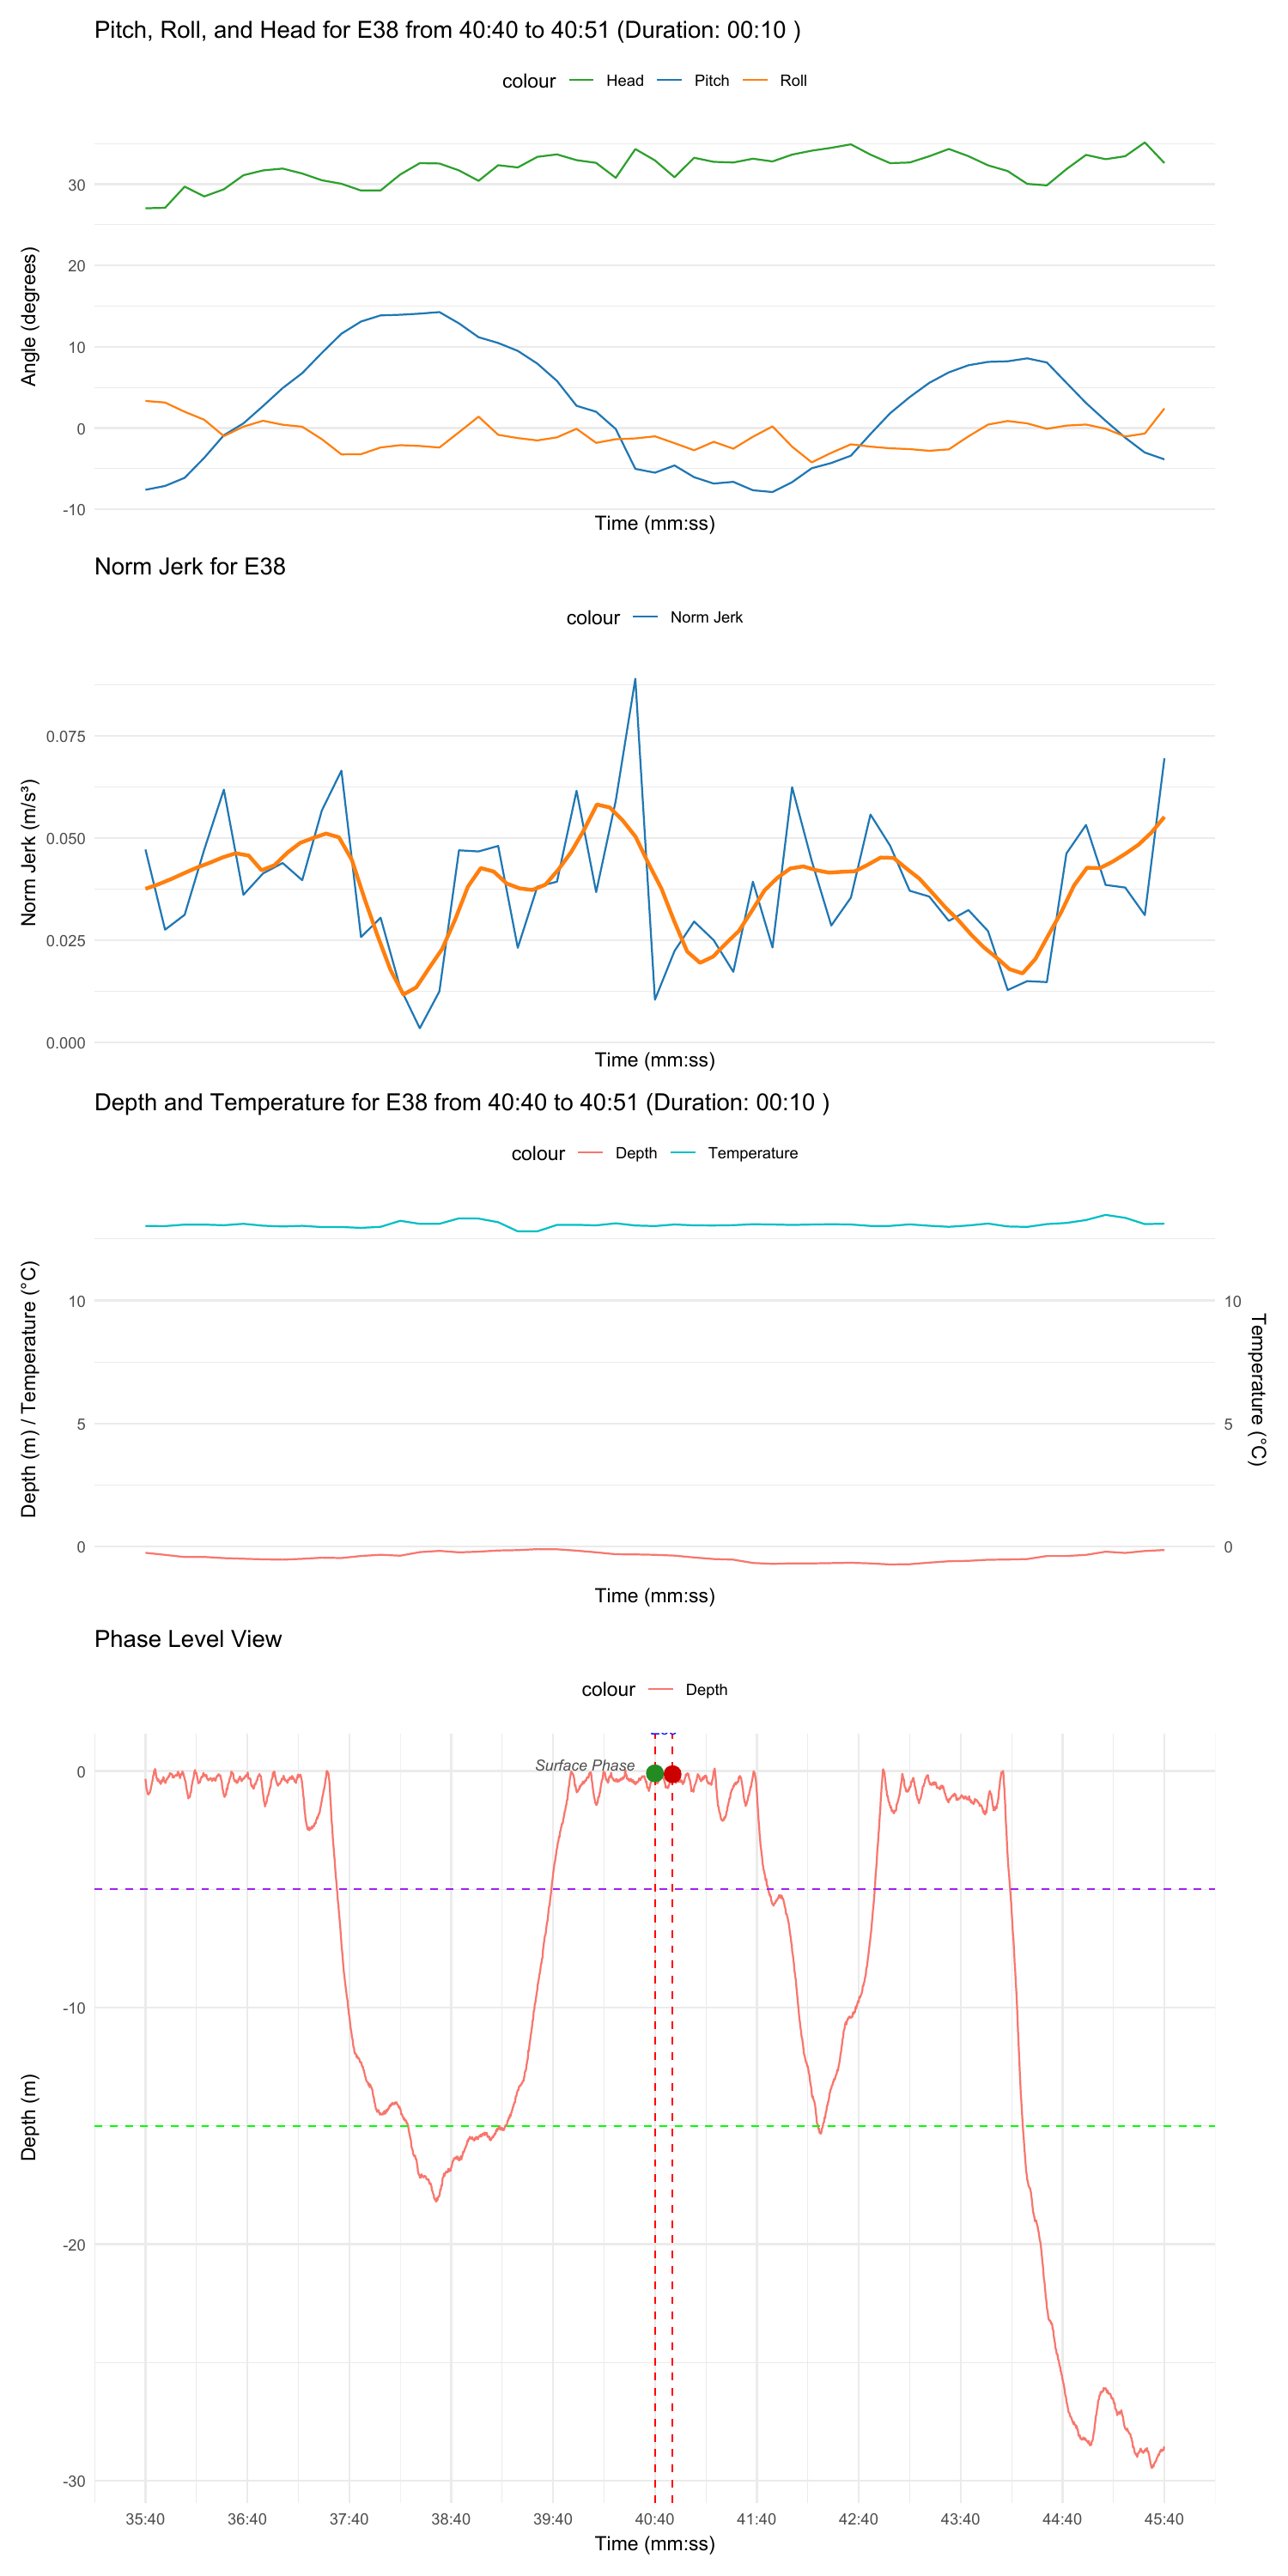 Pitch, Roll, and Head for E38 from 40:40 to 40:51 (Duration: 00:10 )
colour Head Pitch Roll
Angle (degrees)
30
20
10
0
-10
Time (mm:ss)
Norm Jerk for E38
colour Norm Jerk
Norm Jerk (m/s³)
0.075
0.050
0.025
0.000
Time (mm:ss)
Depth and Temperature for E38 from 40:40 to 40:51 (Duration: 00:10 )
colour Depth Temperature
Depth (m) / Temperature (°C)
10
5
0
10
5
0
Temperature (°C)
Time (mm:ss)
Phase Level View
colour Depth
Surface Phase
Depth (m)
0
-10
-20
-30
35:40 36:40 37:40 38:40 39:40 40:40 41:40 42:40 43:40 44:40 45:40
Time (mm:ss)